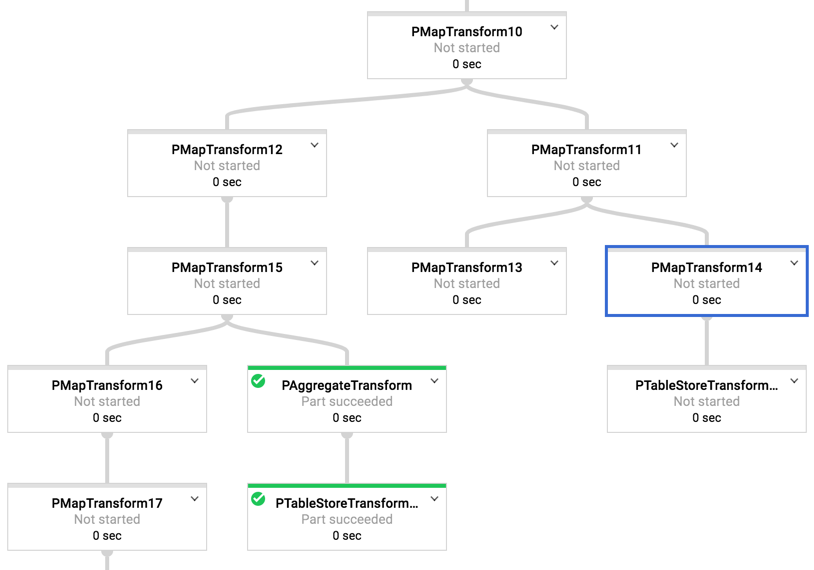 PMapTransform10
Not started
0 sec
PMapTransform12
Not started
0 sec
PMapTransform11
Not started
0 sec
PMapTransform15
Not started
0 sec
PMapTransform13
Not started
0 sec
PMapTransform14
Not started
0 sec
PMapTransform16
Not started
0 sec
PAggregateTransform
Part succeeded
0 sec
PTableStoreTransform...
Not started
0 sec
PMapTransform17
Not started
0 sec
PTableStoreTransform...
Part succeeded
0 sec